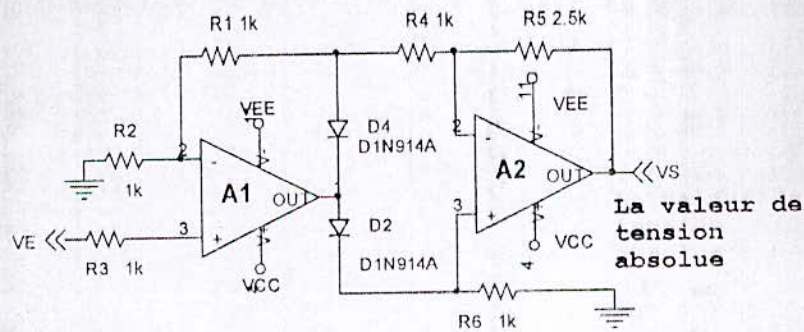 R1 1k
R4 1k
R5 2.5k
VEE
11
VEE
R2
D4
D1N914A
2
-
V-
2
-
V-
1k
A1
OUT
A2
OUT
1
VS
VE
3
+
V+
D2
3
+
V+
La valeur de
tension
absolue
R3 1k
VCC
D1N914A
4
VCC
R6 1k